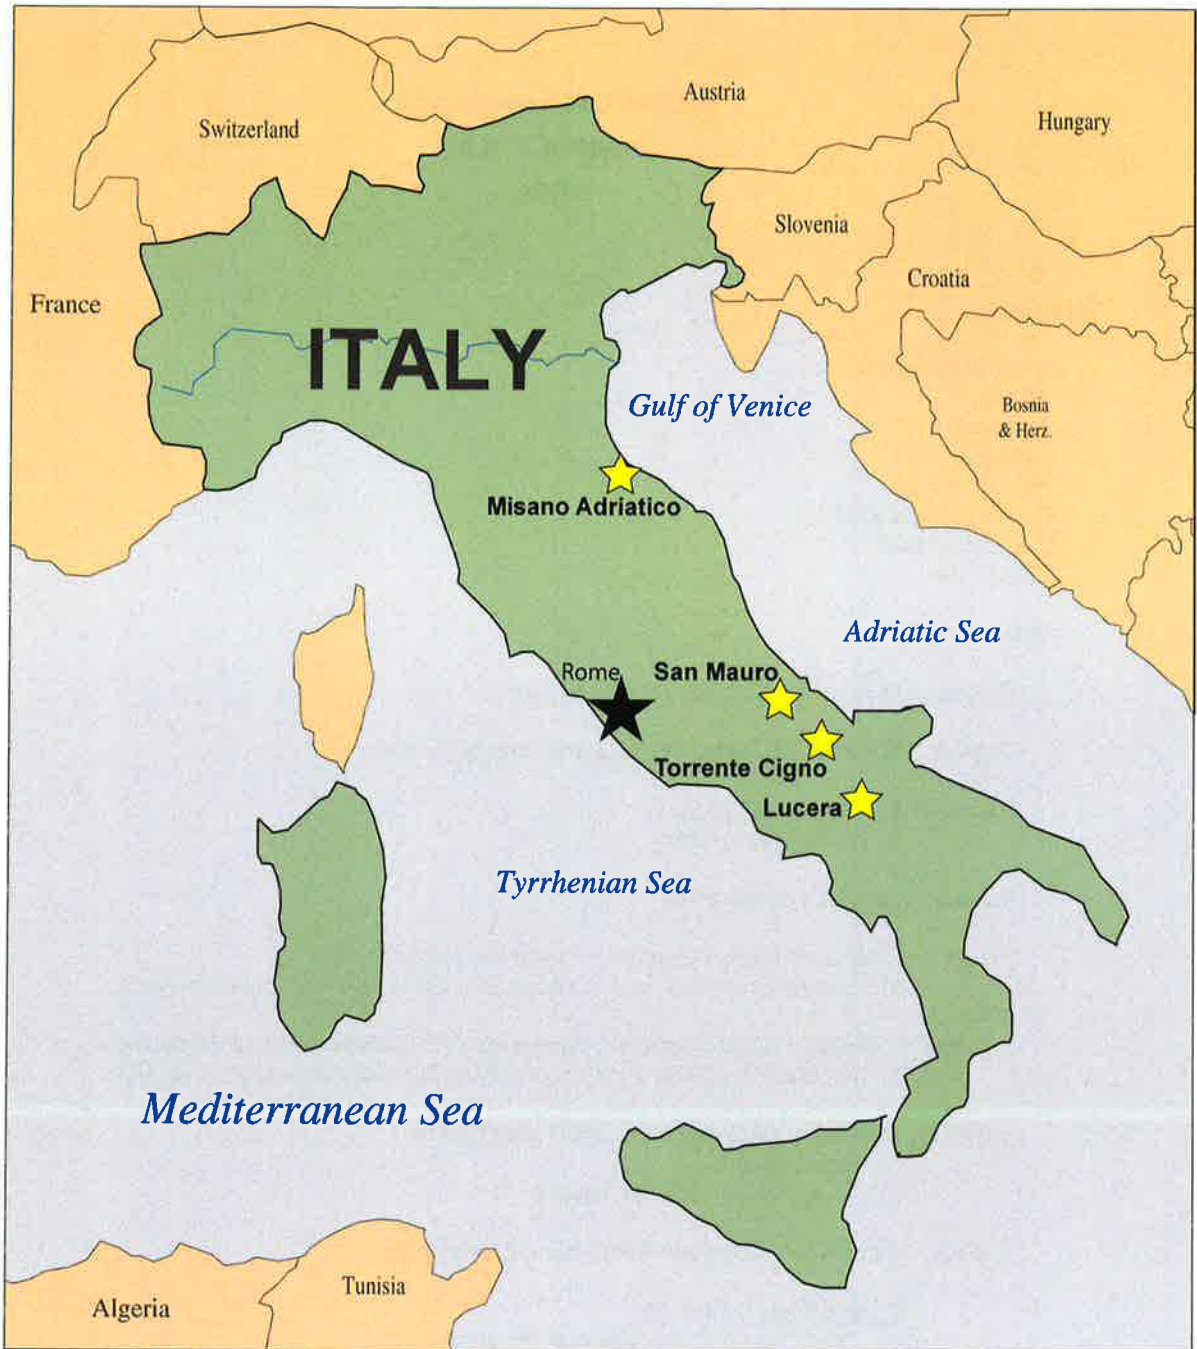 Austria
Hungary
Switzerland
Slovenia
Croatia
France
ITALY
Gulf of Venice
Bosnia
& Herz.
Misano Adriatico
Adriatic Sea
Rome
San Mauro
Torrente Cigno
Lucera
Tyrrhenian Sea
Mediterranean Sea
Tunisia
Algeria